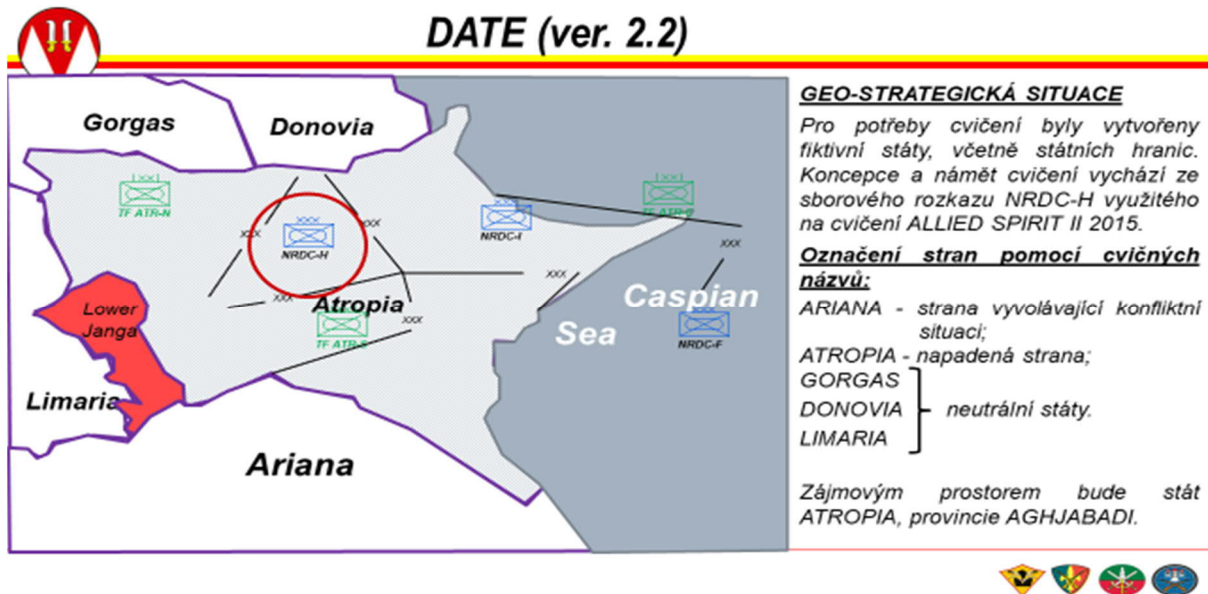 DATE (ver. 2.2)
Gorgas
Donovia
TF ATR-N
XXX
NRDC-H
XXX
XXX
XXX
NRDC-I
XXX
XXX
XXX
NRDC-F
Lower
Janga
Atropia
TF ATR-S
XXX
Caspian
Sea
Limaria
Ariana
GEO-STRATEGICKÁ SITUACE
Pro potřeby cvičení byly vytvořeny
fiktivní státy, včetně státních hranic.
Koncepce a námět cvičení vychází ze
sborového rozkazu NRDC-H využitého
na cvičení ALLIED SPIRIT II 2015.
Označení stran pomocí cvičných
názvů:
ARIANA - strana vyvolávající konfliktní
situaci;
ATROPIA - napadená strana;
GORGAS
DONOVIA neutrální státy.
LIMARIA
Zájmovým prostorem bude stát
ATROPIA, provincie AGHJABADI.